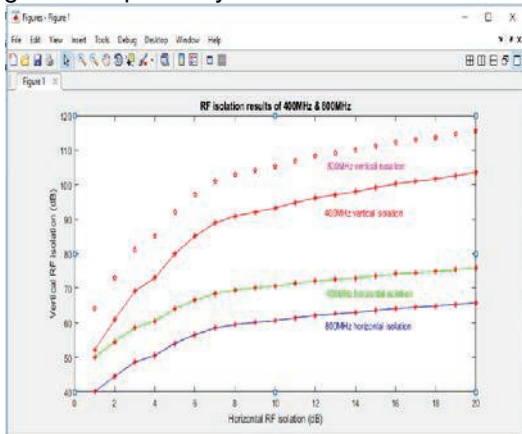 Figures - Figure 1
File Edit View Insert Tools Debug Desktop Window Help
Figure 1
RF isolation results of 400MHz & 800MHz
120
110
100
90
80
70
60
50
40
800MHz vertical isolation
400MHz vertical isolation
400MHz horizontal isolation
800MHz horizontal isolation
Vertical RF isolation (dB)
0 2 4 6 8 10 12 14 16 18 20
Horizontal RF isolation (dB)